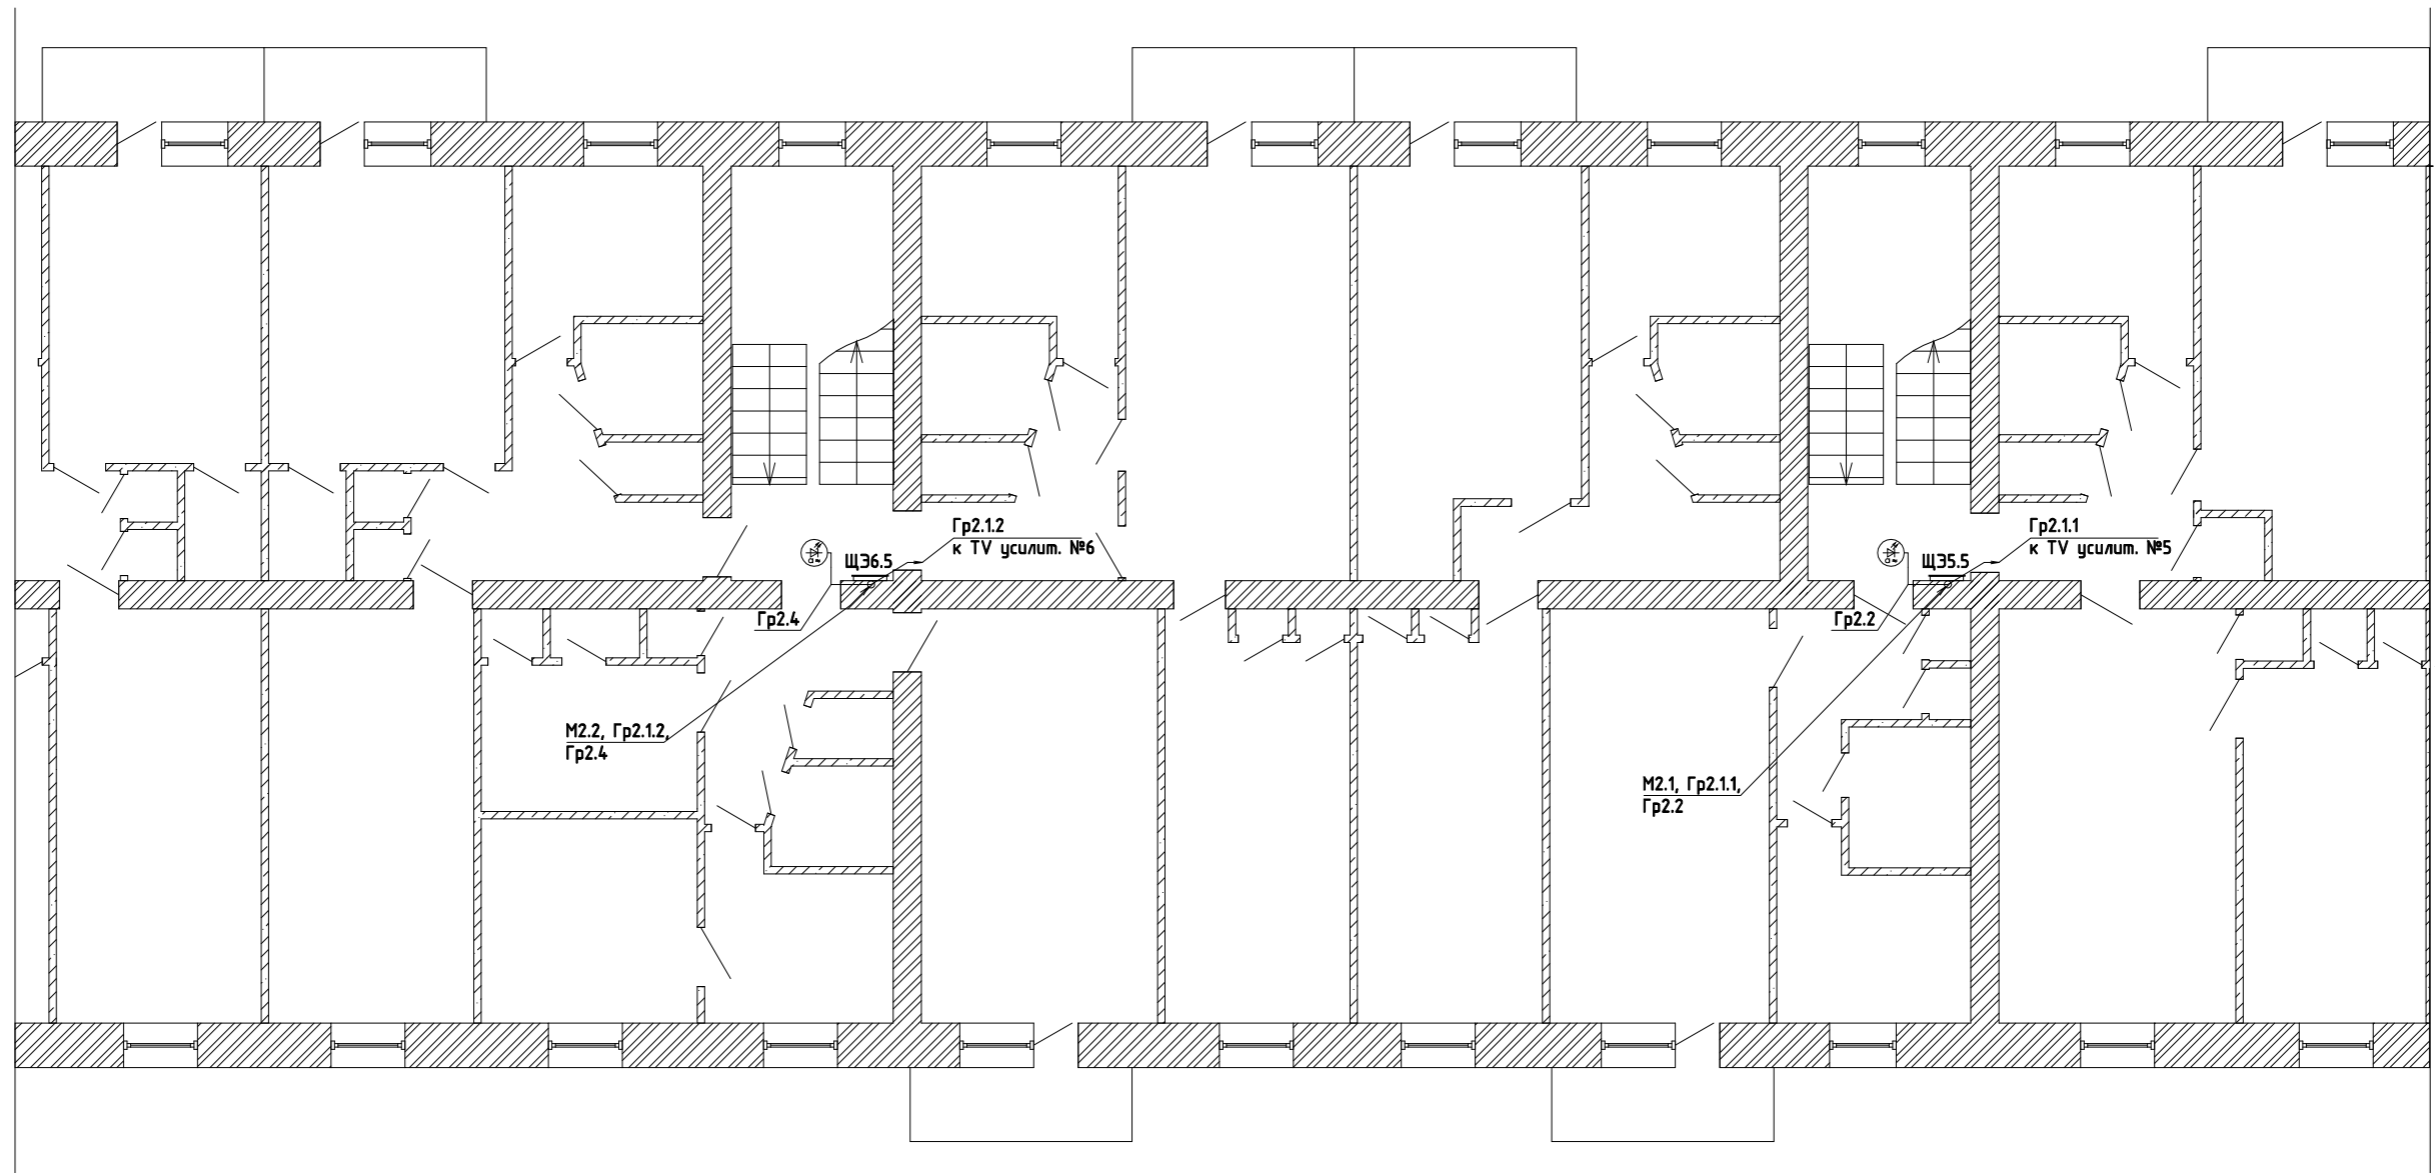 Гр2.1.2
к TV усилит. №6
ЩЭ6.5
Гр2.4
М2.2, Гр2.1.2,
Гр2.4
Гр2.1.1
к TV усилит. №5
ЩЭ5.5
Гр2.2
М2.1, Гр2.1.1,
Гр2.2